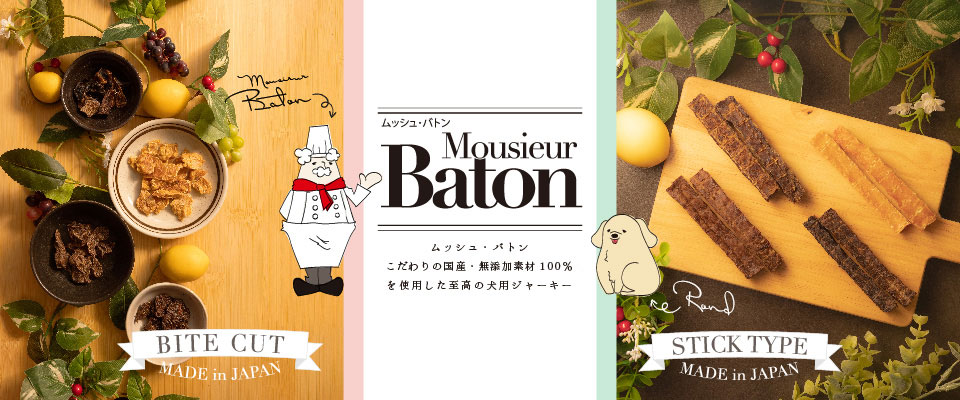 Mousieur
Baton
ムッシュ・バトン
Mousieur
Baton
ムッシュ・バトン
こだわりの国産・無添加素材100%
を使用した至高の犬用ジャーキー
BITE CUT
MADE in JAPAN
Rand
STICK TYPE
MADE in JAPAN